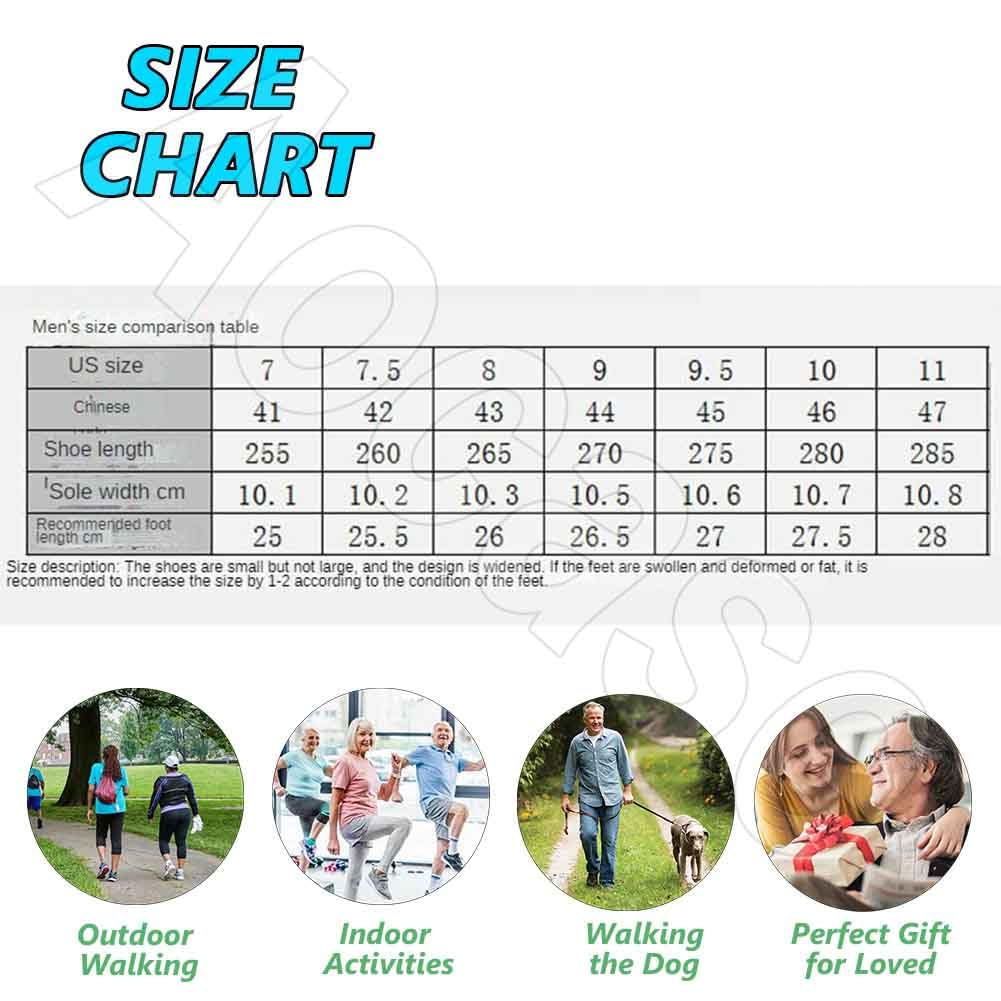 SIZE
CHART
Men's size comparison table
US size 7 7.5 8 9 9.5 10 11
Chinese 41 42 43 44 45 46 47
Shoe length 255 260 265 270 275 280 285
Sole width cm 10.1 10.2 10.3 10.5 10.6 10.7 10.8
Recommended foot
length cm 25 25.5 26 26.5 27 27.5 28
Size description: The shoes are small but not large, and the design is widened. If the feet are swollen and deformed or fat, it is
recommended to increase the size by 1-2 according to the condition of the feet.
Outdoor
Walking
Indoor
Activities
Walking
the Dog
Perfect Gift
for Loved